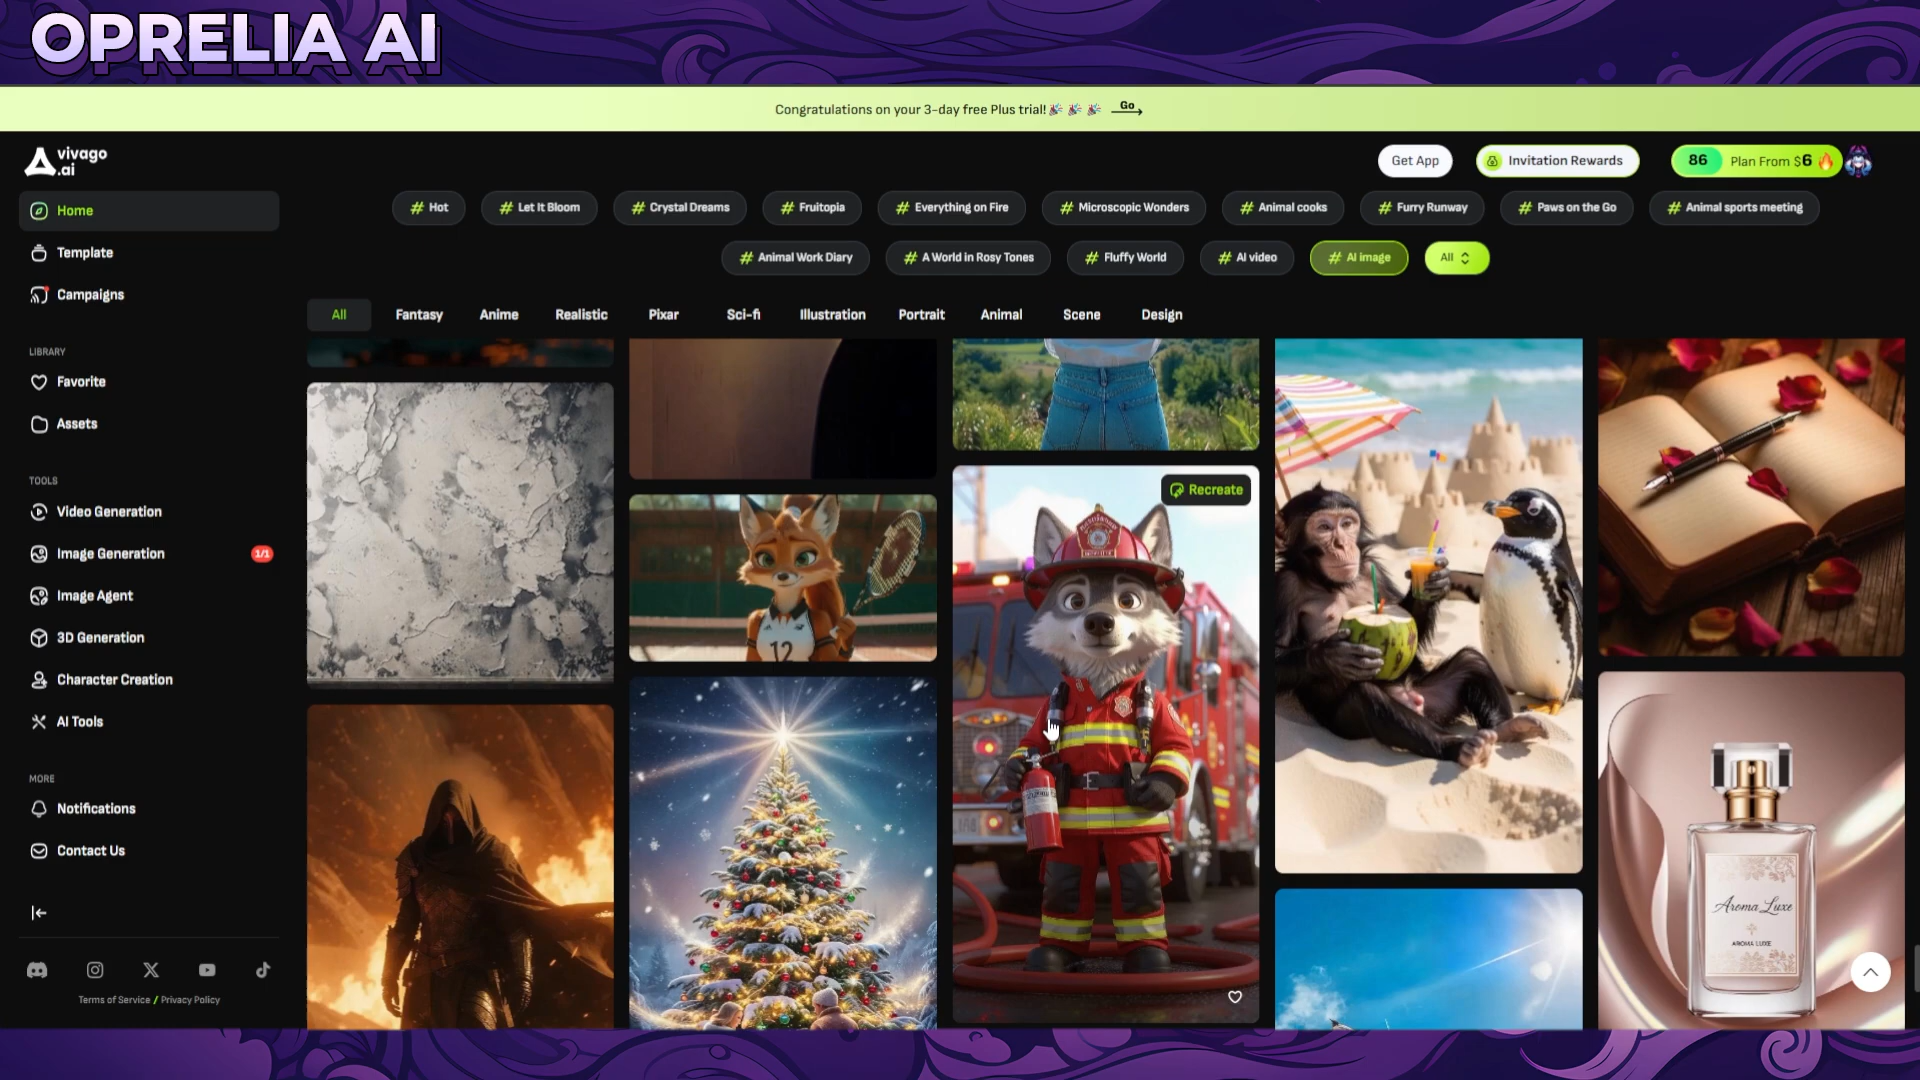 OPRELIA AI
Congratulations on your 3-day free Plus trial! Go
vivago
.ai
Get App
Invitation Rewards
86 Plan From $6
Home
Template
Campaigns
LIBRARY
Favorite
Assets
TOOLS
Video Generation
Image Generation 1/1
Image Agent
3D Generation
Character Creation
AI Tools
MORE
Notifications
Contact Us
Terms of Service / Privacy Policy
# Hot
# Let It Bloom
# Crystal Dreams
# Fruitopia
# Everything on Fire
# Microscopic Wonders
# Animal cooks
# Furry Runway
# Paws on the Go
# Animal sports meeting
# Animal Work Diary
# A World in Rosy Tones
# Fluffy World
# AI video
# AI image
All
All
Fantasy
Anime
Realistic
Pixar
Sci-fi
Illustration
Portrait
Animal
Scene
Design
Recreate
12
Aroma Luxe
AROMA LUXE